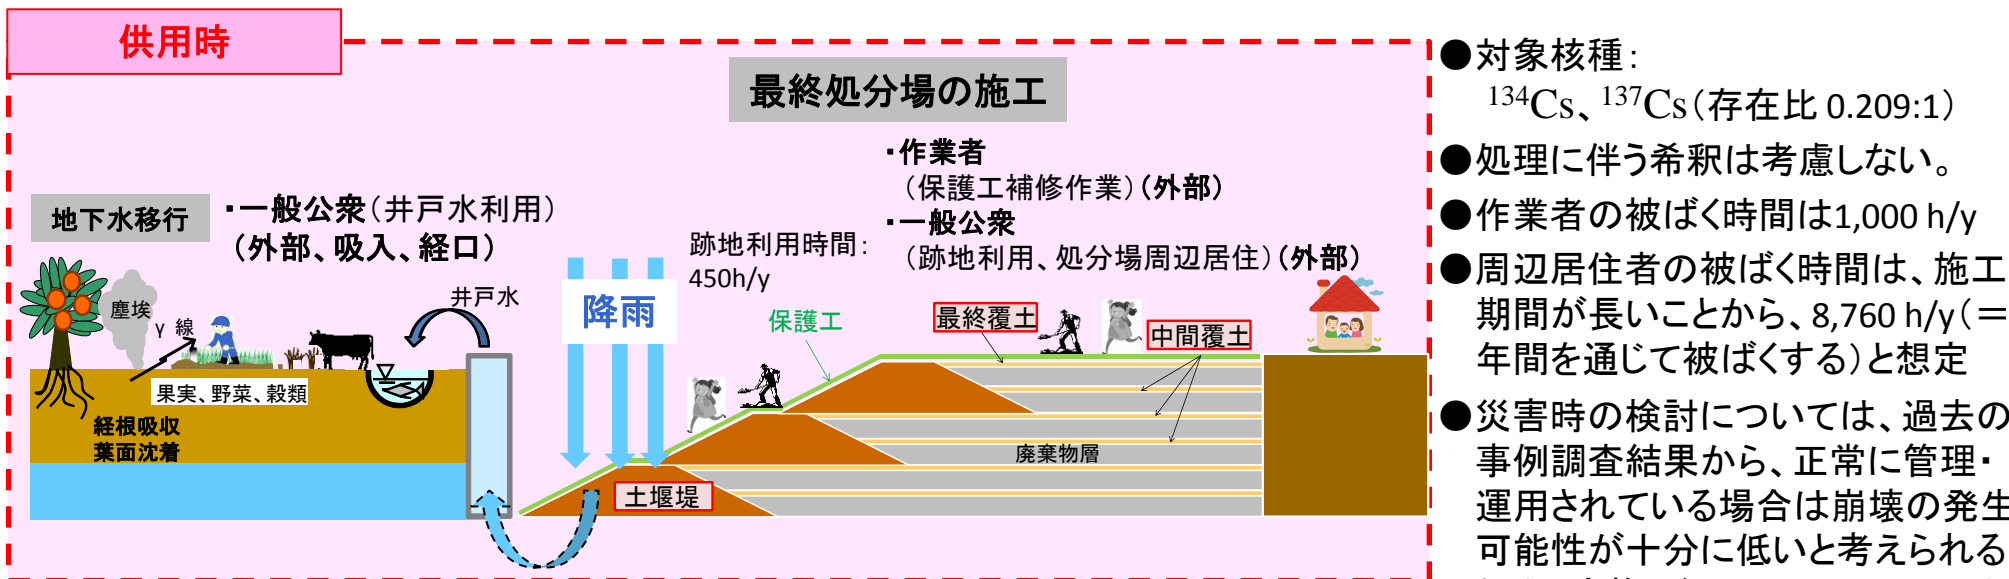 供用時
最終処分場の施工
・作業者
（保護工補修作業）（外部）
・一般公衆
（跡地利用、処分場周辺居住）（外部）
地下水移行
・一般公衆（井戸水利用）
（外部、吸入、経口）
跡地利用時間：
450h/y
塵埃
γ 線
井戸水
降雨
保護工
最終覆土
中間覆土
果実、野菜、穀類
経根吸収
葉面沈着
廃棄物層
土堰堤
●対象核種：
134Cs、137Cs（存在比 0.209:1）
●処理に伴う希釈は考慮しない。
●作業者の被ばく時間は1,000 h/y
●周辺居住者の被ばく時間は、施工
期間が長いことから、8,760 h/y（＝
年間を通じて被ばくする）と想定
●災害時の検討については、過去の
事例調査結果から、正常に管理・
運用されている場合は崩壊の発生
可能性が十分に低いと考えられる